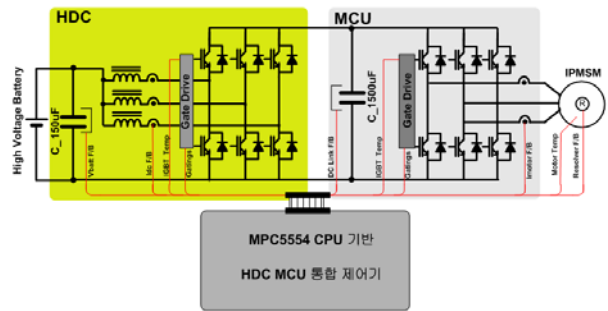 HDC
MCU
High Voltage Battery
C_150uF
Gate Drive
Vbatt F/B
Idc F/B
IGBT Temp
Gatings
C_1500uF
DC Link F/B
Gate Drive
IGBT Temp
Gatings
Imotor F/B
IPMSM
R
Motor Temp
Resolver F/B
MPC5554 CPU 기반
HDC MCU 통합 제어기